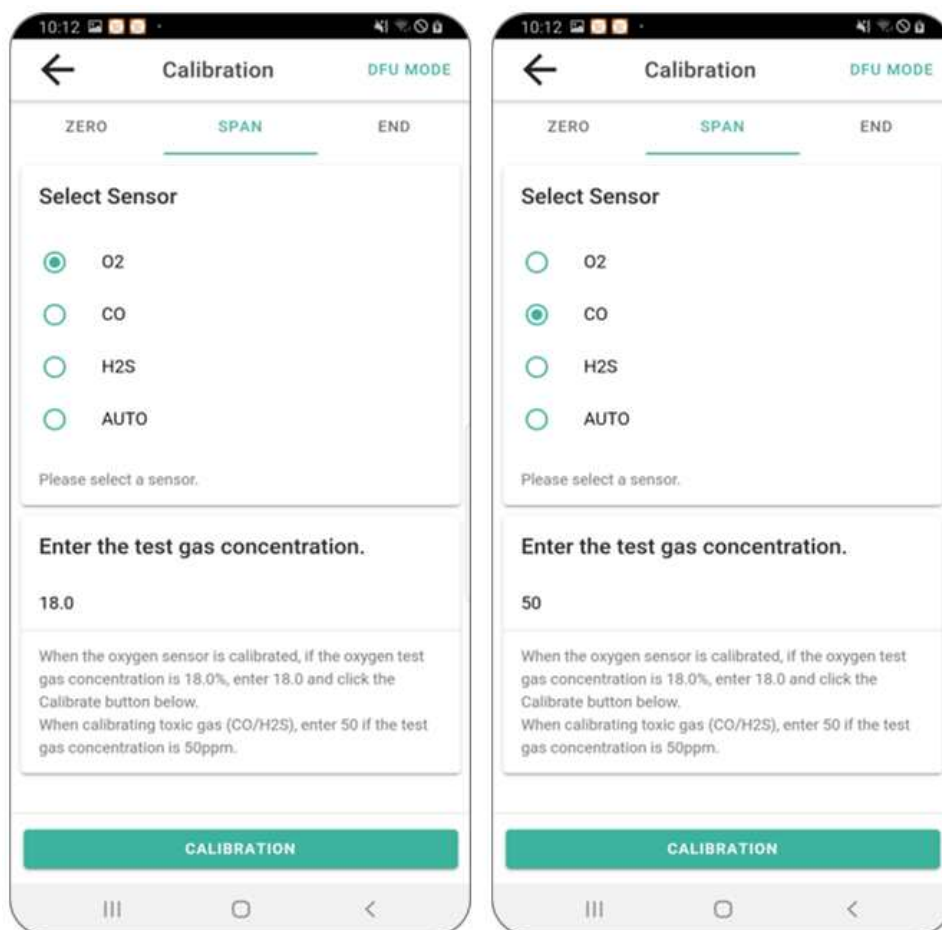 10:12
Calibration
DFU MODE
ZERO
SPAN
END
Select Sensor
O2
CO
H2S
AUTO
Please select a sensor.
Enter the test gas concentration.
18.0
When the oxygen sensor is calibrated, if the oxygen test
gas concentration is 18.0%, enter 18.0 and click the
Calibrate button below.
When calibrating toxic gas (CO/H2S), enter 50 if the test
gas concentration is 50ppm.
CALIBRATION
10:12
Calibration
DFU MODE
ZERO
SPAN
END
Select Sensor
O2
CO
H2S
AUTO
Please select a sensor.
Enter the test gas concentration.
50
When the oxygen sensor is calibrated, if the oxygen test
gas concentration is 18.0%, enter 18.0 and click the
Calibrate button below.
When calibrating toxic gas (CO/H2S), enter 50 if the test
gas concentration is 50ppm.
CALIBRATION